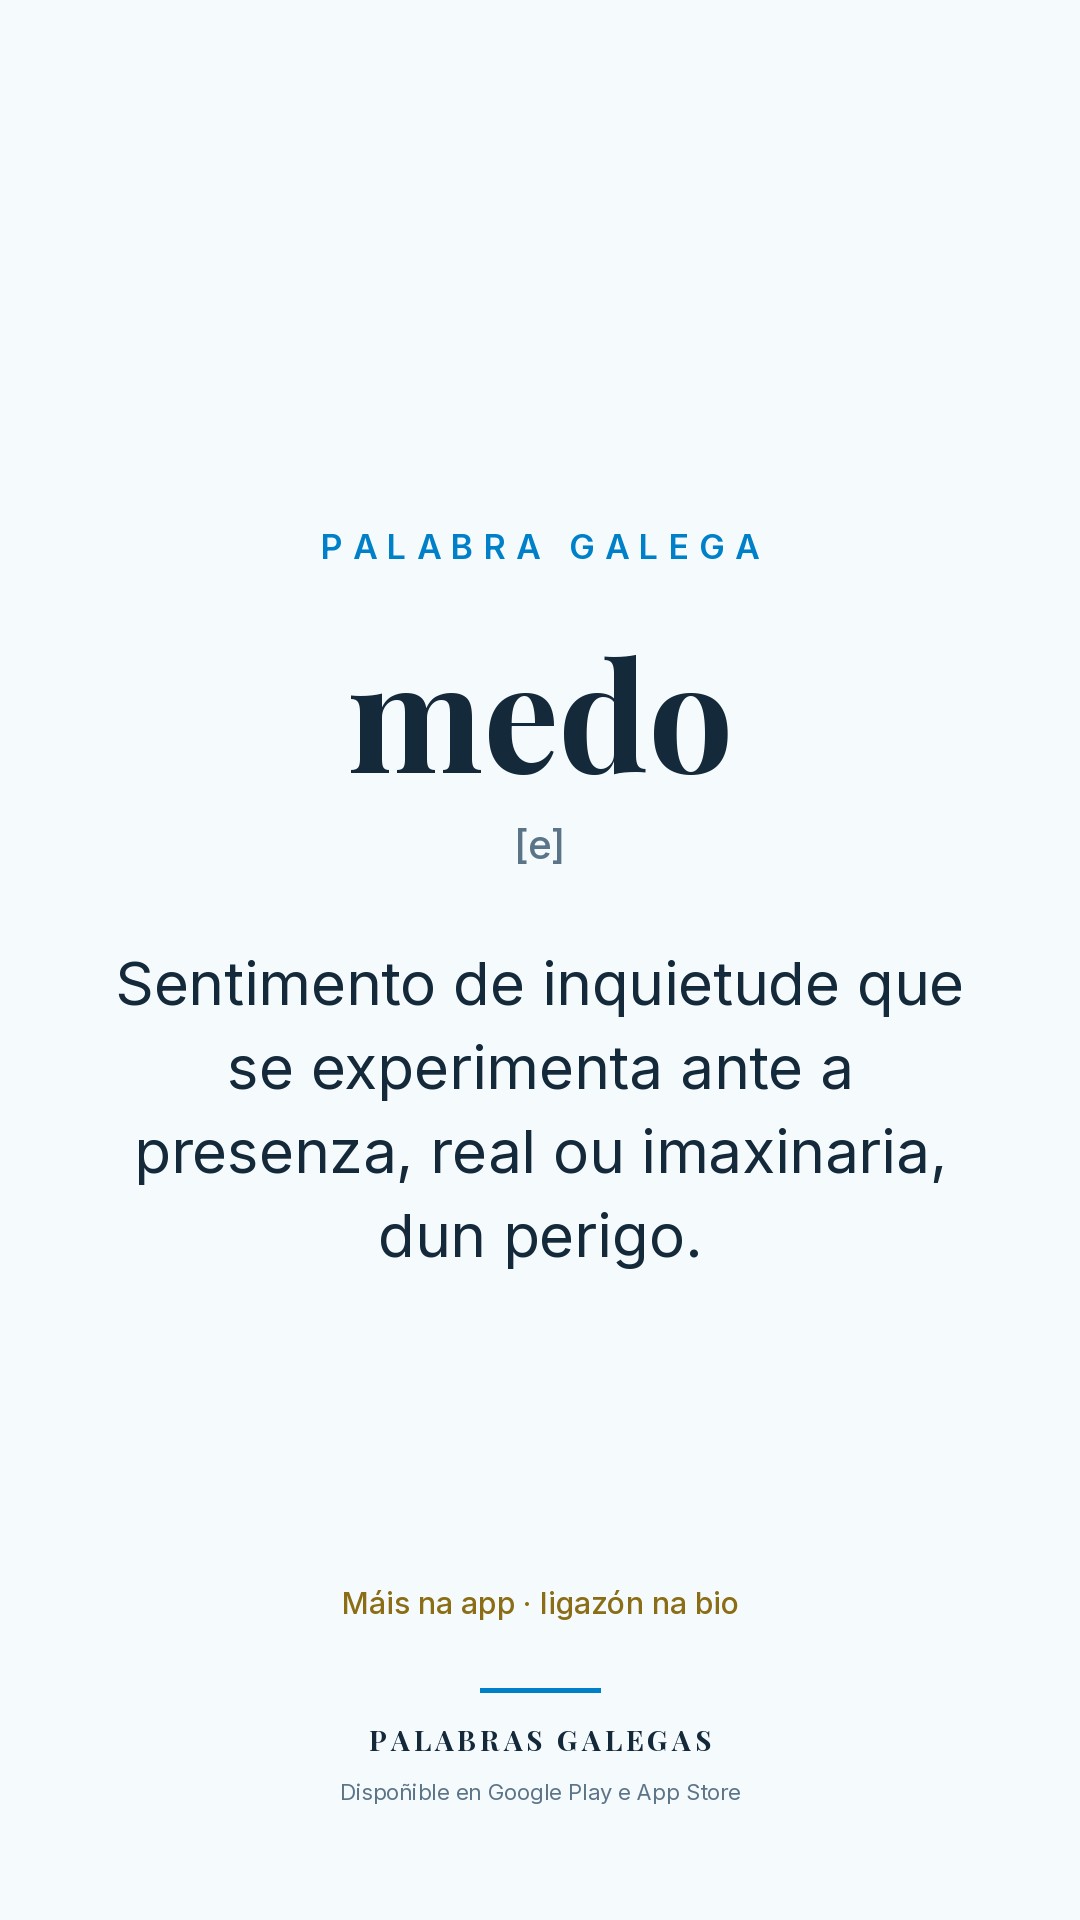 PALABRA GALEGA
medo
[e]
Sentimento de inquietude que
se experimenta ante a
presenza, real ou imaxinaria,
dun perigo.
Máis na app · ligazón na bio
PALABRAS GALEGAS
Dispoñible en Google Play e App Store